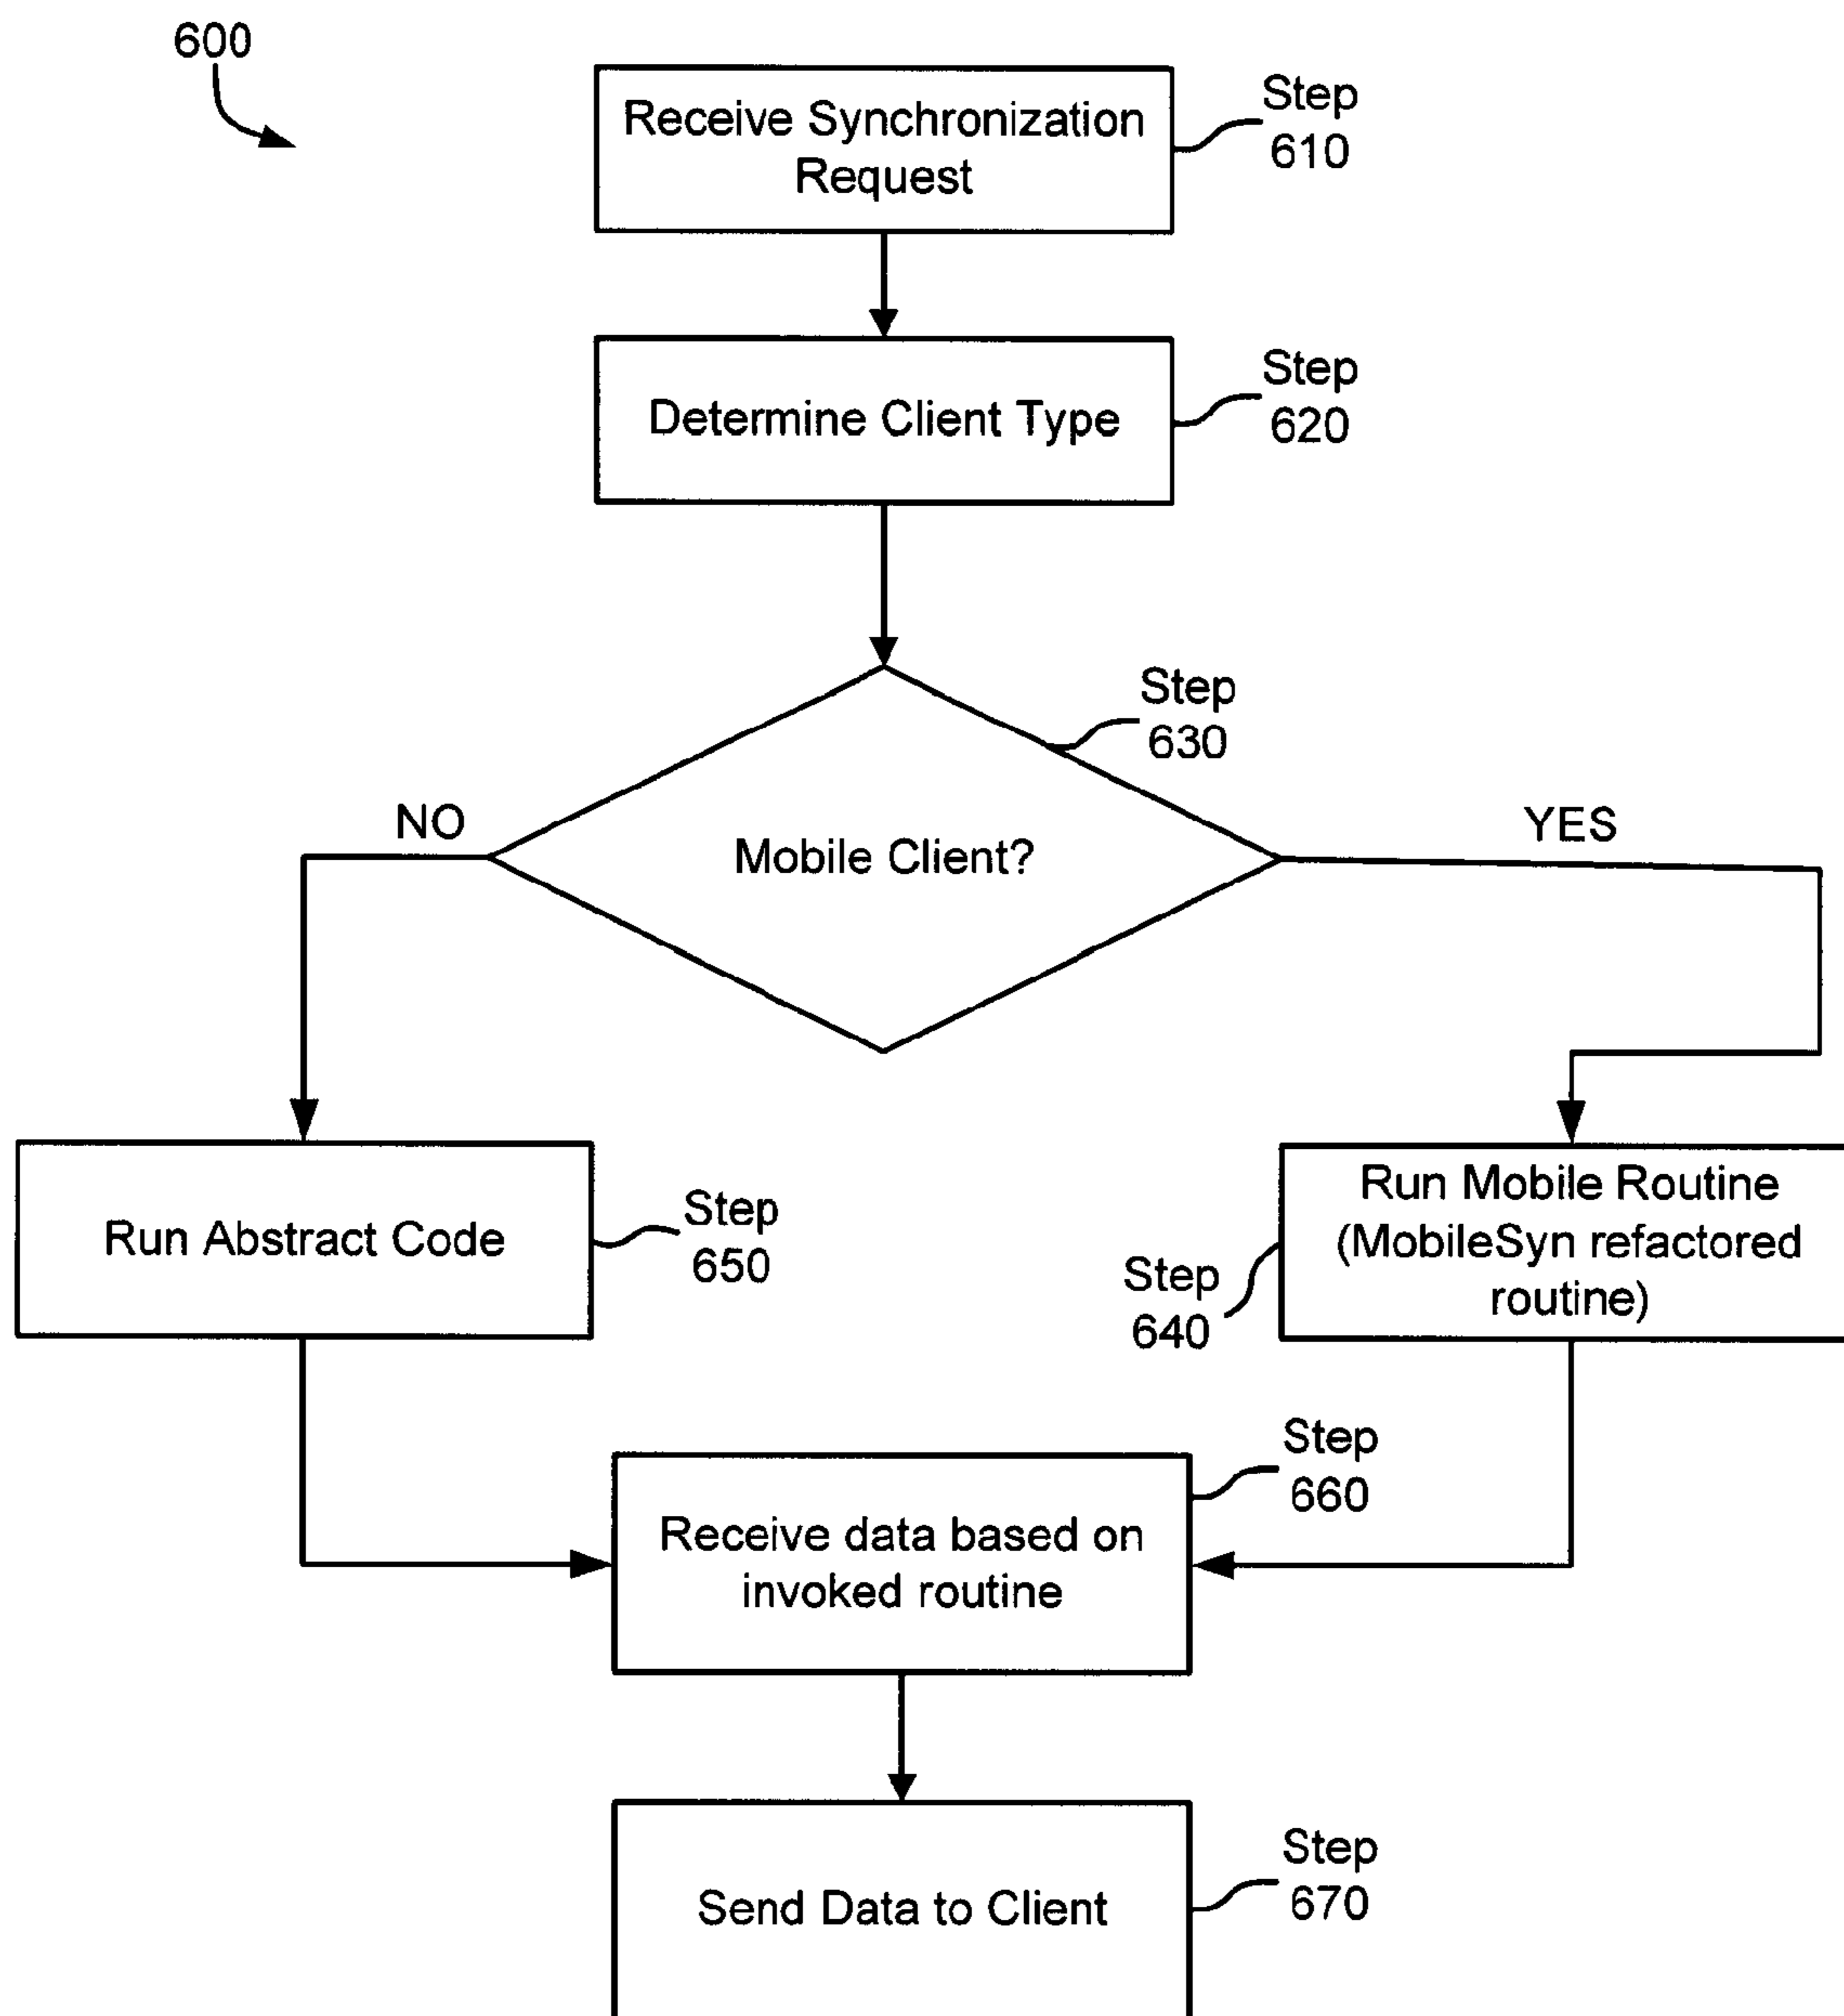 600
Receive Synchronization
Request
Step
610
Determine Client Type
Step
620
Step
630
NO
Mobile Client?
YES
Run Abstract Code
Step
650
Step
640
Run Mobile Routine
(MobileSyn refactored
routine)
Step
660
Receive data based on
invoked routine
Send Data to Client
Step
670